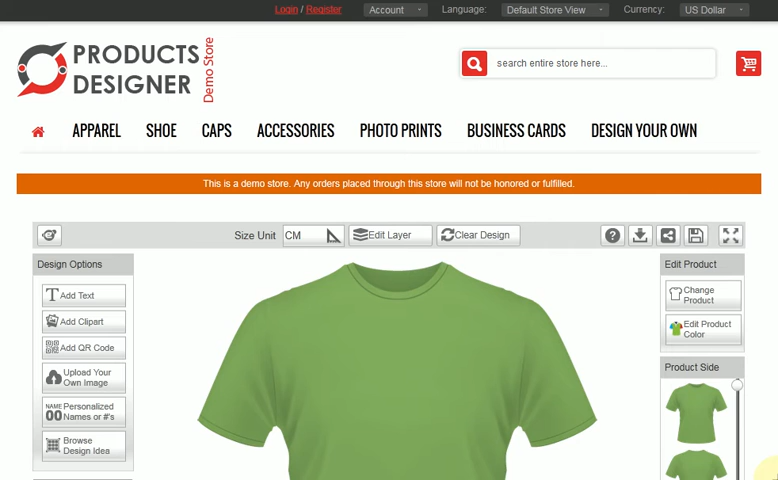 Login / Register Account Language: Default Store View Currency: US Dollar
PRODUCTS
DESIGNER
Demo Store
search entire store here...
APPAREL SHOE CAPS ACCESSORIES PHOTO PRINTS BUSINESS CARDS DESIGN YOUR OWN
This is a demo store. Any orders placed through this store will not be honored or fulfilled.
Size Unit CM Edit Layer Clear Design ?
Design Options
Add Text
Add Clipart
Add QR Code
Upload Your
Own Image
NAME 00 Personalized
Names or #'s
Browse
Design Idea
Edit Product
Change
Product
Edit Product
Color
Product Side